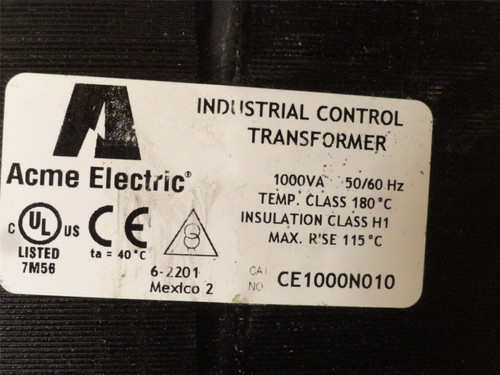 INDUSTRIAL CONTROL
TRANSFORMER
Acme Electric®
1000VA 50/60 Hz
TEMP. CLASS 180°C
INSULATION CLASS H1
MAX. R'SE 115°C
C UL US
LISTED
7M56
CE
ta = 40°C
6-2201
Mexico 2
CAT
NO
CE1000N010